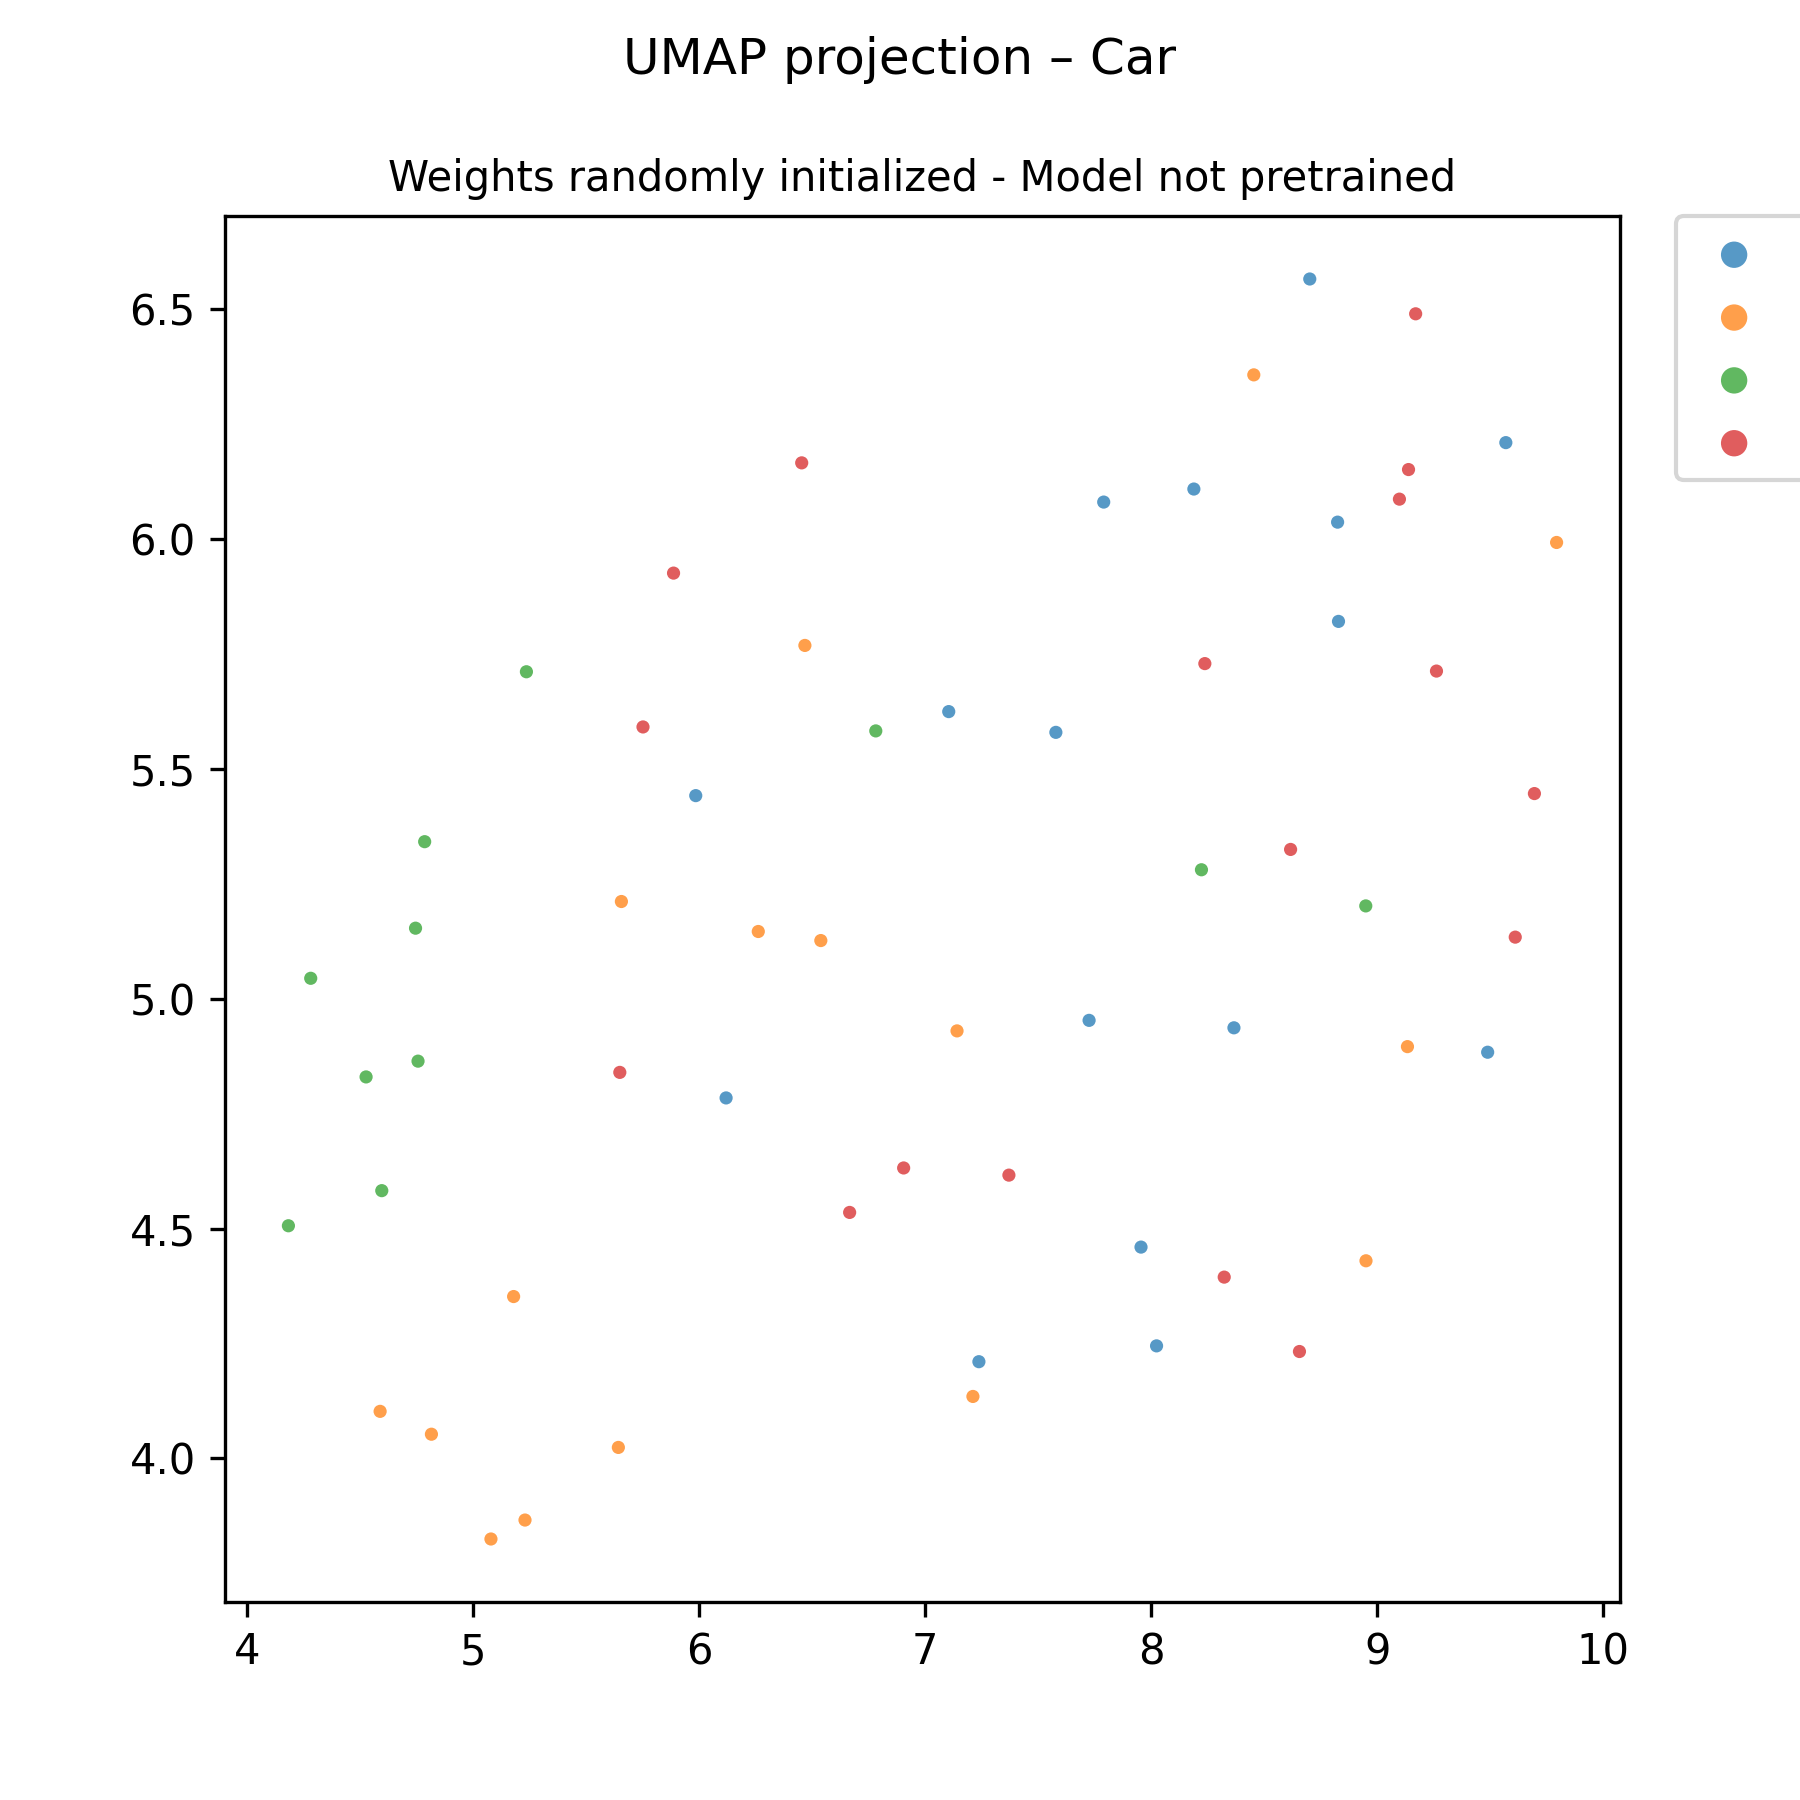 UMAP projection – Car
Weights randomly initialized - Model not pretrained
6.5
6.0
5.5
5.0
4.5
4.0
4 5 6 7 8 9 10